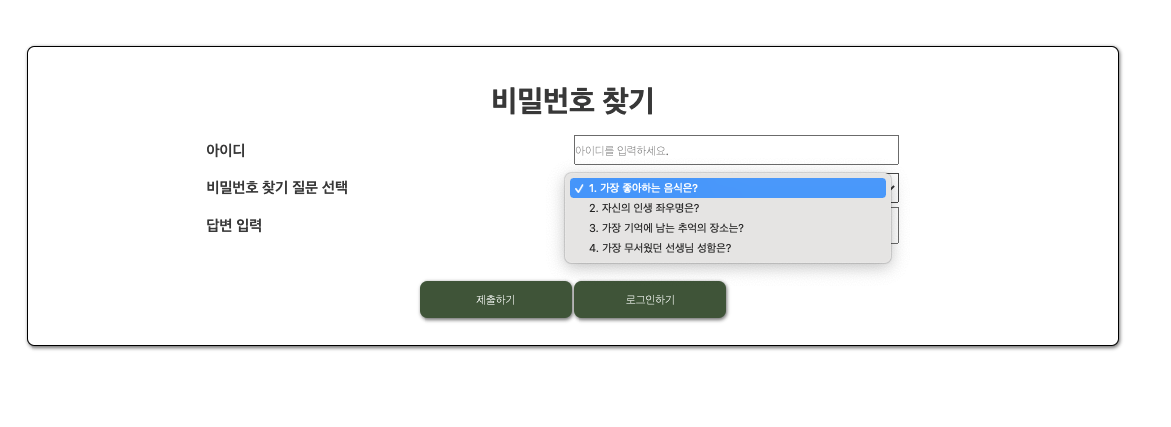 비밀번호 찾기
아이디
아이디를 입력하세요.
비밀번호 찾기 질문 선택
✓ 1. 가장 좋아하는 음식은?
2. 자신의 인생 좌우명은?
3. 가장 기억에 남는 추억의 장소는?
4. 가장 무서웠던 선생님 성함은?
답변 입력
제출하기
로그인하기